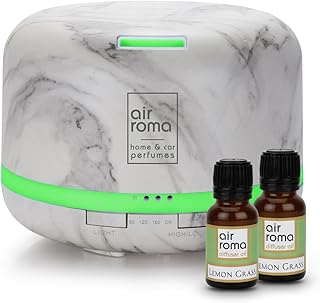 air
roma
home & car
perfumes
60 · 120 · 180 · On
LIGHT
HIGH/LOW
air
roma
diffuser oil
LEMON GRASS
air
roma
diffuser oil
LEMON GRASS